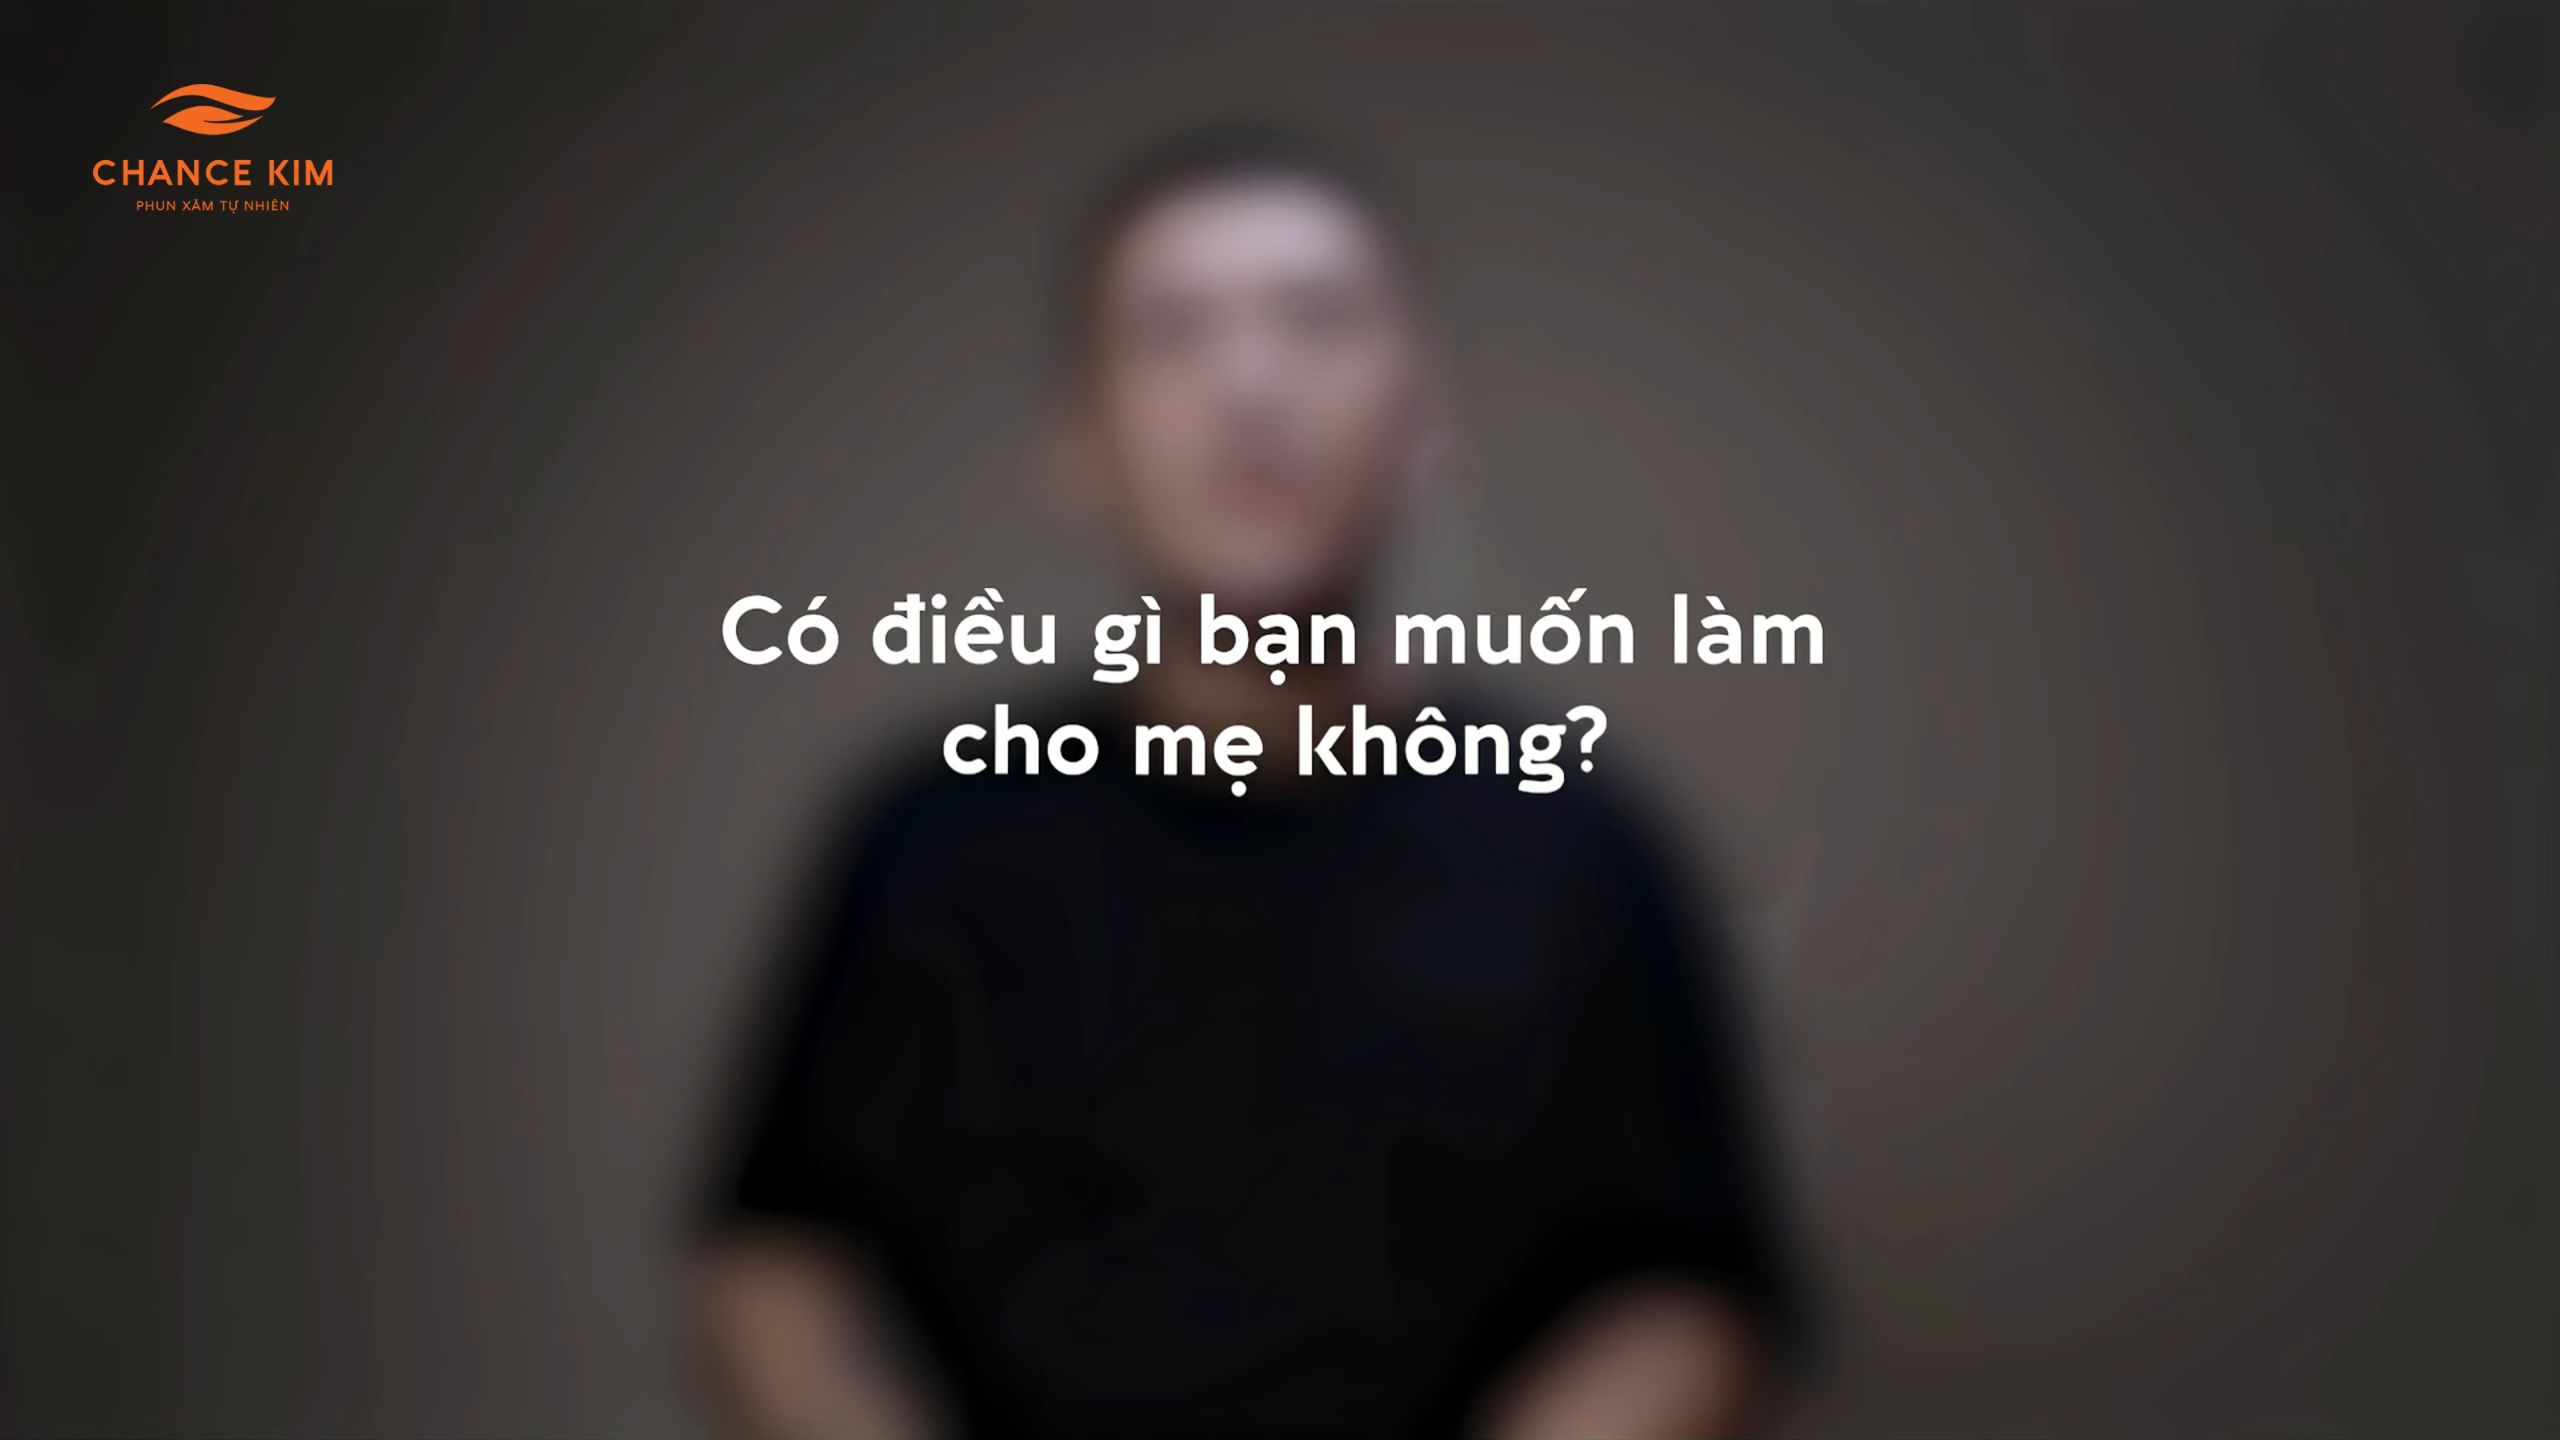 CHANCE KIM
PHUN XĂM TỰ NHIÊN
Có điều gì bạn muốn làm
cho mẹ không?